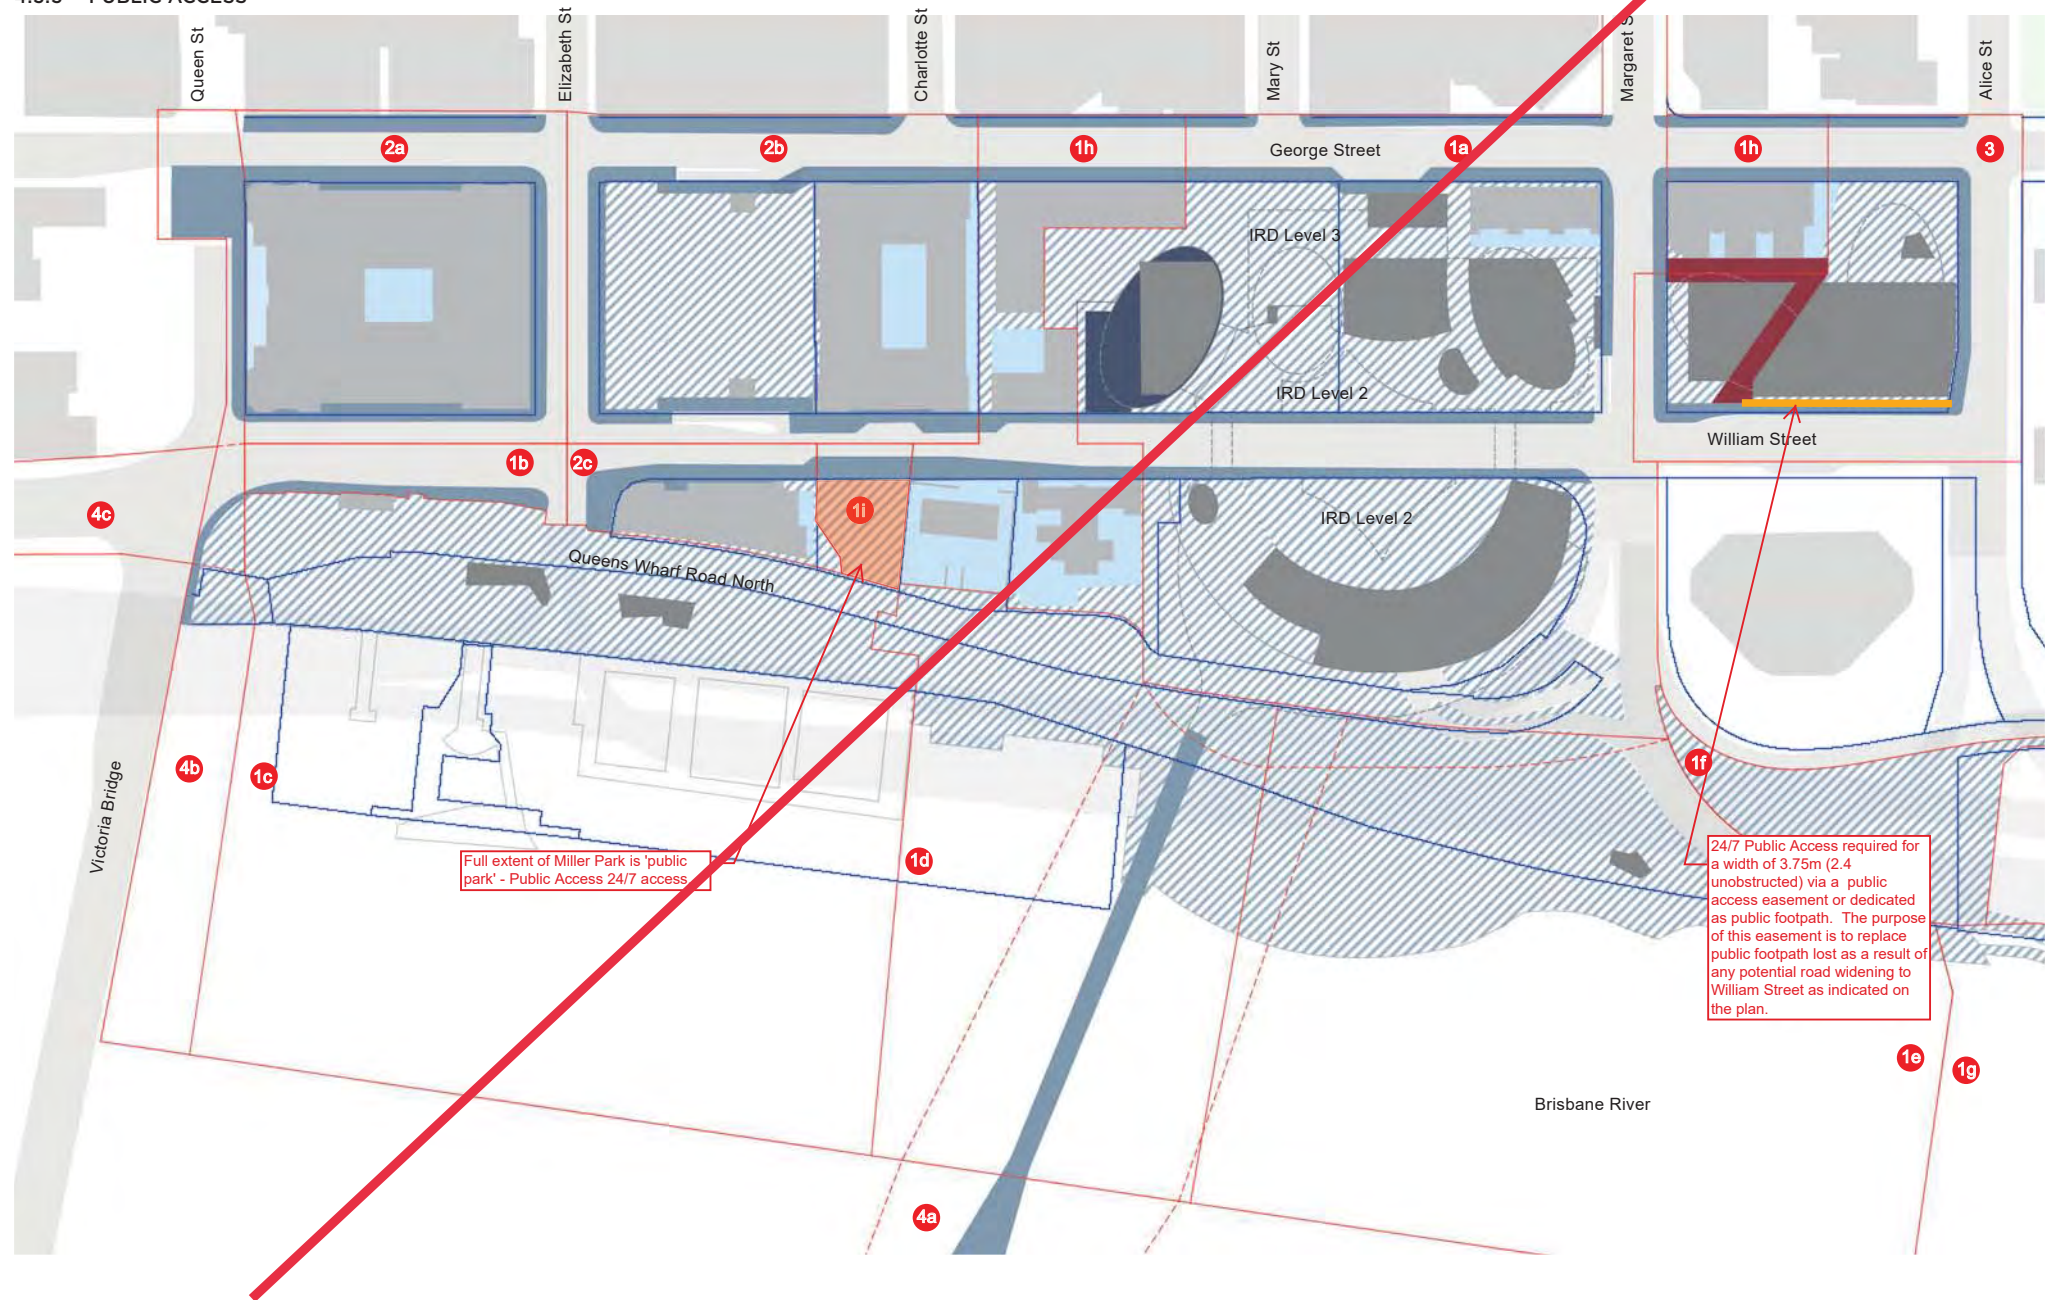 PUBLIC ACCESS
Queen St
Elizabeth St
Charlotte St
Mary St
Margaret S
Alice St
2a
2b
1h
George Street
1a
1h
3
IRD Level 3
IRD Level 2
William Street
1b
2c
4c
1i
IRD Level 2
Queens Wharf Road North
Victoria Bridge
4b
1c
1f
1d
Full extent of Miller Park is 'public
park' - Public Access 24/7 access
24/7 Public Access required for
a width of 3.75m (2.4
unobstructed) via a public
access easement or dedicated
as public footpath. The purpose
of this easement is to replace
public footpath lost as a result of
any potential road widening to
William Street as indicated on
the plan.
1e
1g
Brisbane River
4a